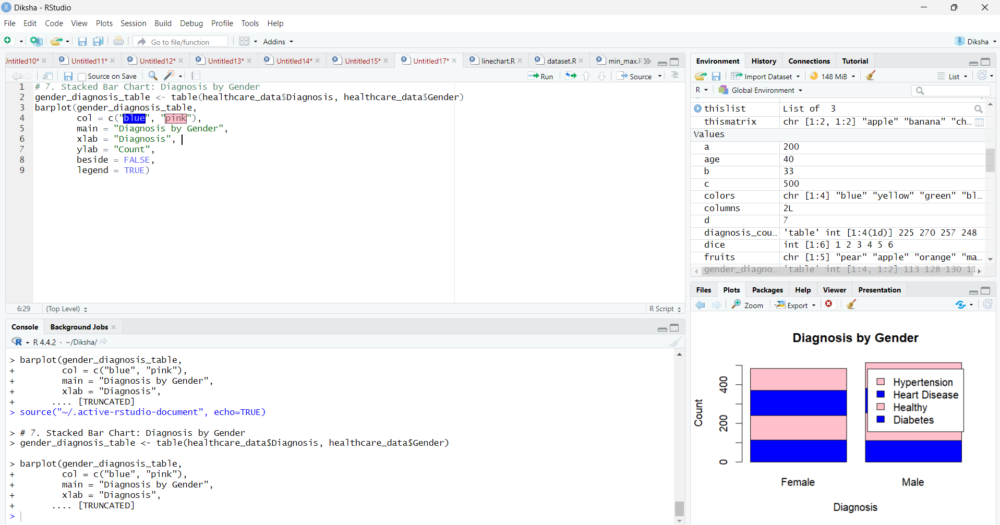 Diksha - RStudio
File Edit Code View Plots Session Build Debug Profile Tools Help
Go to file/function Addins Diksha
Untitled11* Untitled12* Untitled13* Untitled14* Untitled15* Untitled17* linechart.R dataset.R
Source on Save Run Source
1 # 7. Stacked Bar Chart: Diagnosis by Gender
2 gender_diagnosis_table <- table(healthcare_data$Diagnosis, healthcare_data$Gender)
3 barplot(gender_diagnosis_table,
4 col = c("blue", "pink"),
5 main = "Diagnosis by Gender",
6 xlab = "Diagnosis",
7 ylab = "Count",
8 beside = FALSE,
9 legend = TRUE)
6:29 (Top Level) R Script
Console Background Jobs
R 4.4.2 · ~/Diksha/
> barplot(gender_diagnosis_table,
+ col = c("blue", "pink"),
+ main = "Diagnosis by Gender",
+ xlab = "Diagnosis",
+ .... [TRUNCATED]
> source("~/.active-rstudio-document", echo=TRUE)
> # 7. Stacked Bar Chart: Diagnosis by Gender
> gender_diagnosis_table <- table(healthcare_data$Diagnosis, healthcare_data$Gender)
> barplot(gender_diagnosis_table,
+ col = c("blue", "pink"),
+ main = "Diagnosis by Gender",
+ xlab = "Diagnosis",
+ .... [TRUNCATED]
>
Environment History Connections Tutorial
Import Dataset 148 MiB List
R Global Environment
thislist List of 3
thismatrix chr [1:2, 1:2] "apple" "banana" "ch...
Values
a 200
age 40
b 33
c 500
colors chr [1:4] "blue" "yellow" "green" "bl...
columns 2L
d 7
diagnosis_cou... 'table' int [1:4(1d)] 225 270 257 248
dice int [1:6] 1 2 3 4 5 6
fruits chr [1:5] "pear" "apple" "orange" "ma...
gender_diagno... 'table' int [1:4, 1:2] 113 128 130 11...
Files Plots Packages Help Viewer Presentation
Zoom Export
Diagnosis by Gender
Count
400
200
0
Hypertension
Heart Disease
Healthy
Diabetes
Female Male
Diagnosis